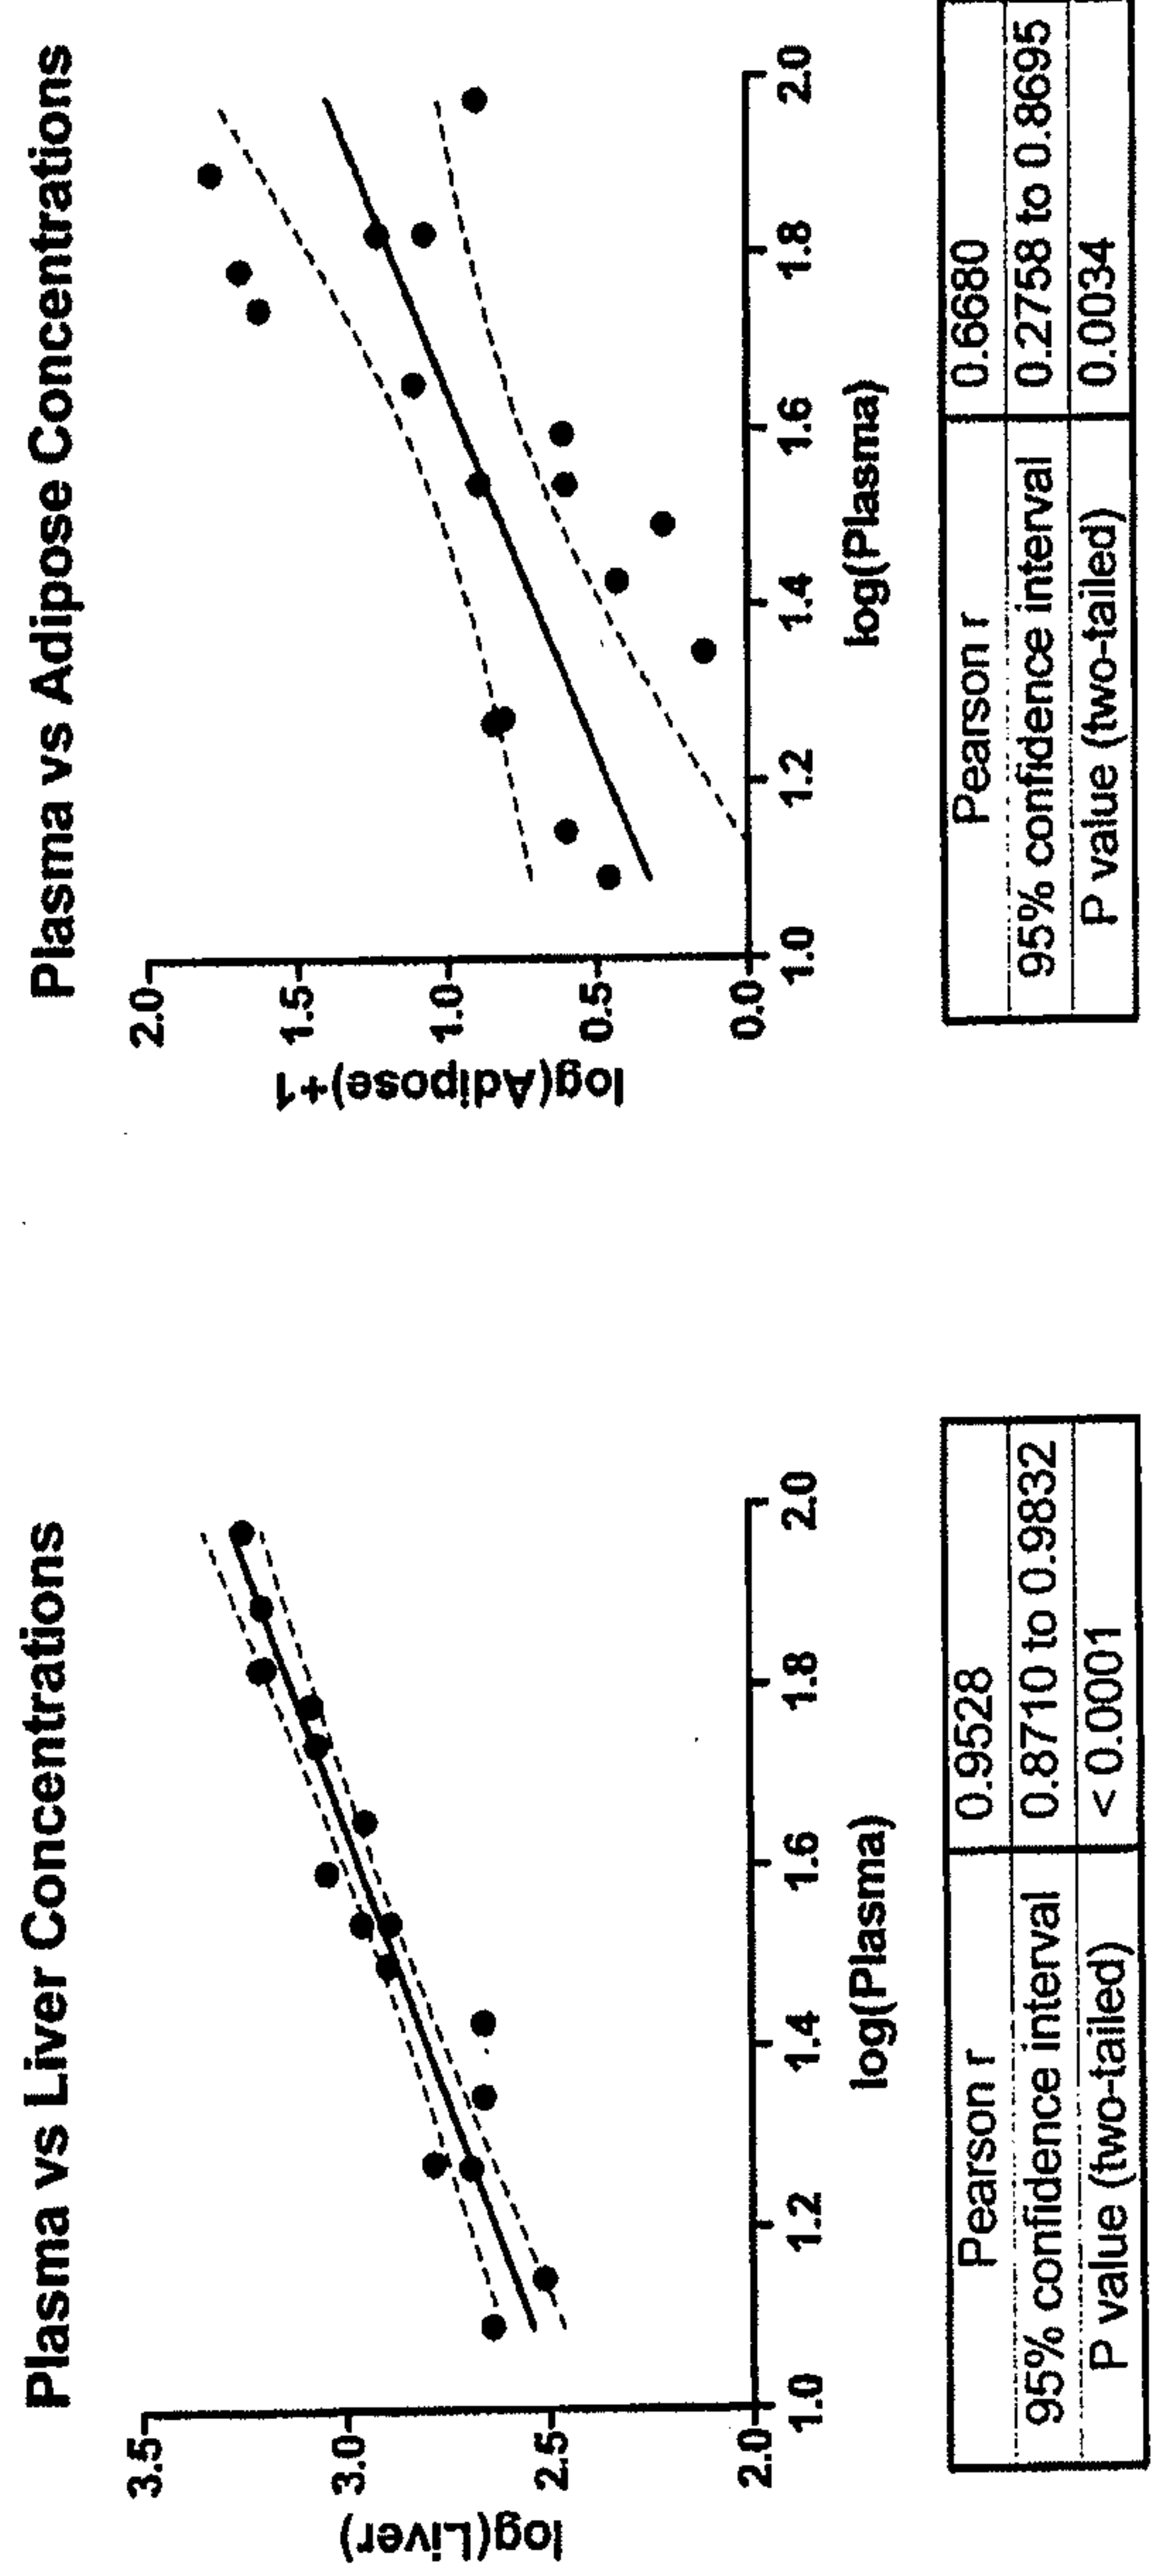 Plasma vs Liver Concentrations
log(Liver)
3.5
3.0
2.5
2.0
1.0 1.2 1.4 1.6 1.8 2.0
log(Plasma)
Pearson r 0.9528
95% confidence interval 0.8710 to 0.9832
P value (two-tailed) < 0.0001
Plasma vs Adipose Concentrations
log(Adipose)+1
2.0
1.5
1.0
0.5
0.0
1.0 1.2 1.4 1.6 1.8 2.0
log(Plasma)
Pearson r 0.6680
95% confidence interval 0.2758 to 0.8695
P value (two-tailed) 0.0034